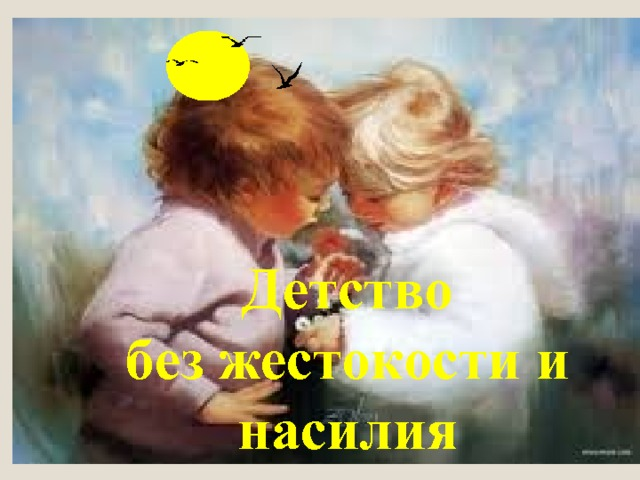 Детство
без жестокости и
насилия